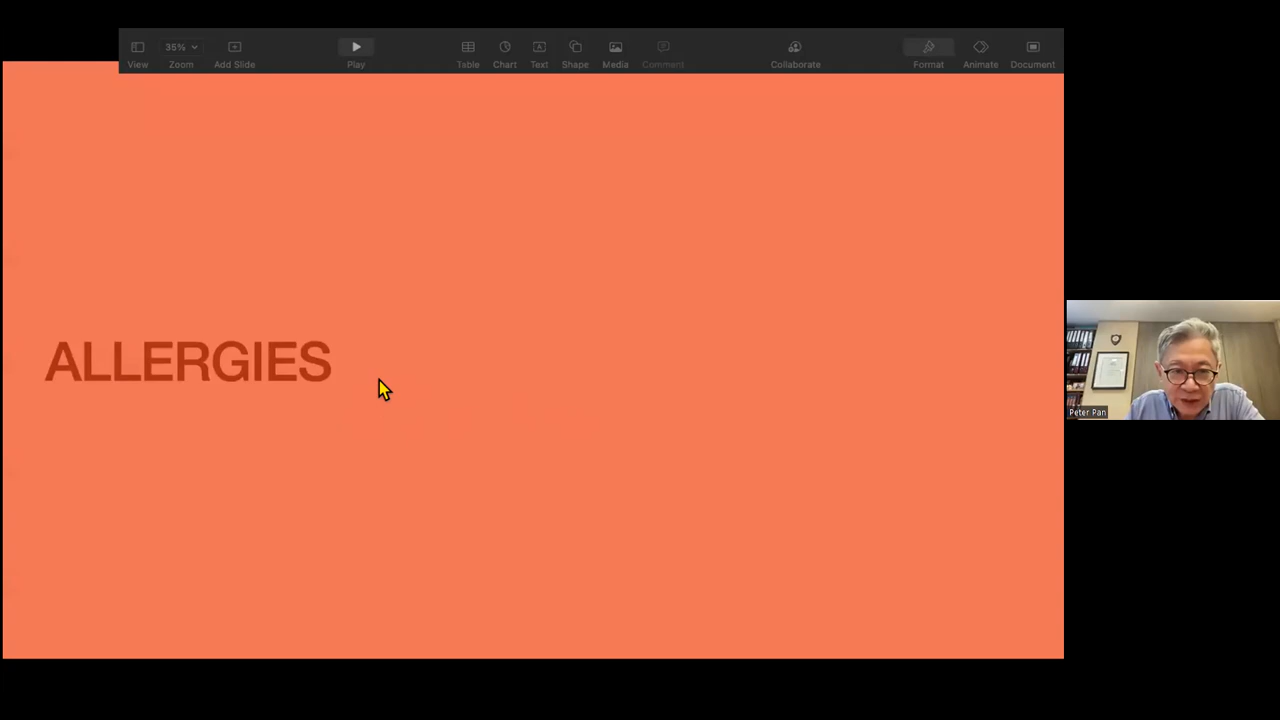 35%
View
Zoom
Add Slide
Play
Table
Chart
Text
Shape
Media
Comment
Collaborate
Format
Animate
Document
ALLERGIES
Peter Pan